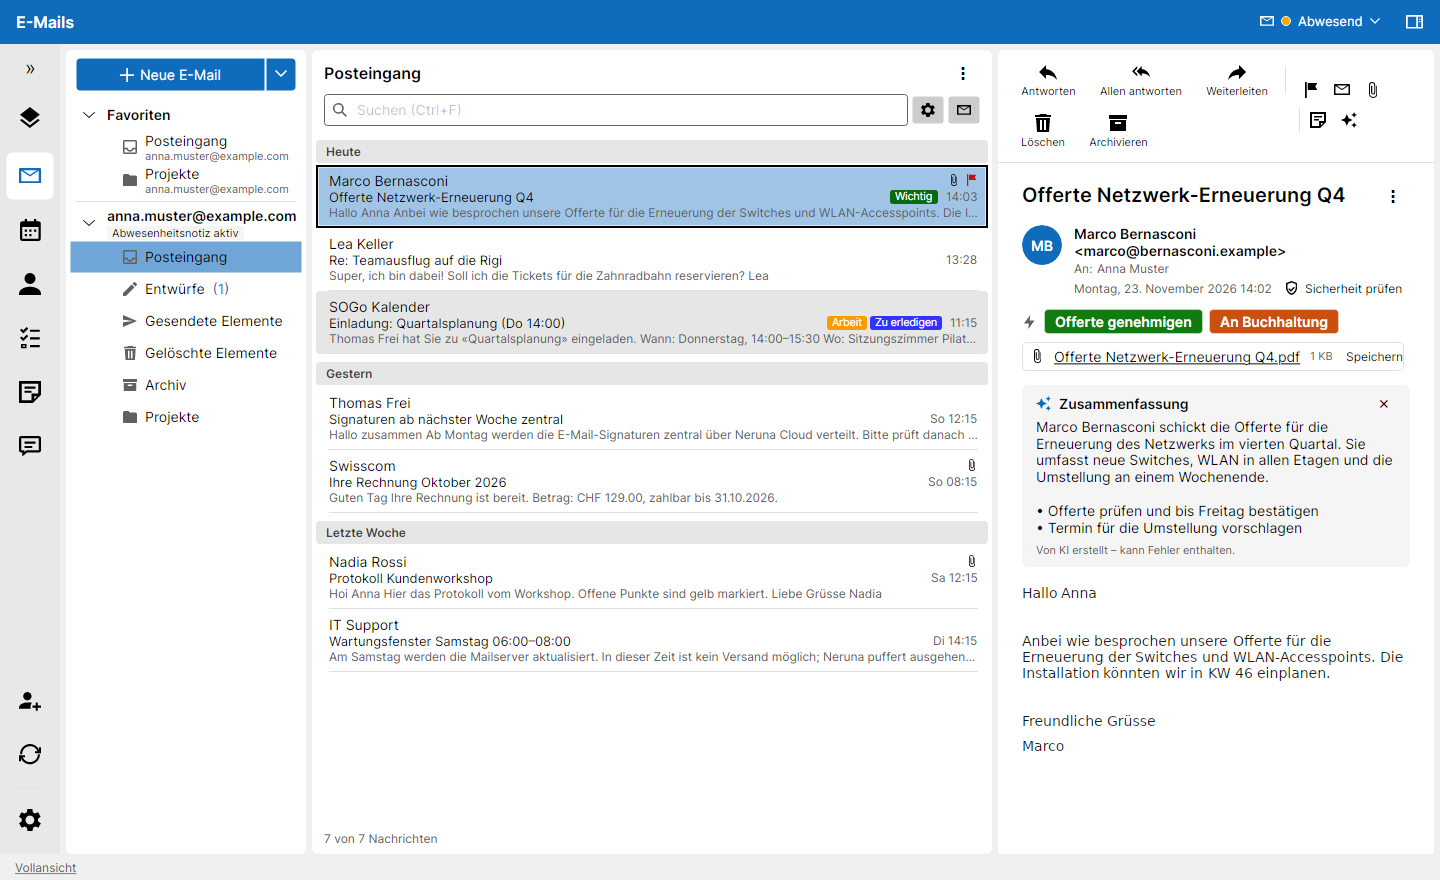 E-Mails
Abwesend
Neue E-Mail
Favoriten
Posteingang
anna.muster@example.com
Projekte
anna.muster@example.com
anna.muster@example.com
Abwesenheitsnotiz aktiv
Posteingang
Entwürfe (1)
Gesendete Elemente
Gelöschte Elemente
Archiv
Projekte
Posteingang
Suchen (Ctrl+F)
Heute
Marco Bernasconi
Offerte Netzwerk-Erneuerung Q4 Wichtig 14:03
Hallo Anna Anbei wie besprochen unsere Offerte für die Erneuerung der Switches und WLAN-Accesspoints. Die I...
Lea Keller
Re: Teamausflug auf die Rigi 13:28
Super, ich bin dabei! Soll ich die Tickets für die Zahnradbahn reservieren? Lea
SOGo Kalender
Einladung: Quartalsplanung (Do 14:00) Arbeit Zu erledigen 11:15
Thomas Frei hat Sie zu «Quartalsplanung» eingeladen. Wann: Donnerstag, 14:00–15:30 Wo: Sitzungszimmer Pilat...
Gestern
Thomas Frei
Signaturen ab nächster Woche zentral So 12:15
Hallo zusammen Ab Montag werden die E-Mail-Signaturen zentral über Neruna Cloud verteilt. Bitte prüft danach ...
Swisscom
Ihre Rechnung Oktober 2026 So 08:15
Guten Tag Ihre Rechnung ist bereit. Betrag: CHF 129.00, zahlbar bis 31.10.2026.
Letzte Woche
Nadia Rossi
Protokoll Kundenworkshop Sa 12:15
Hoi Anna Hier das Protokoll vom Workshop. Offene Punkte sind gelb markiert. Liebe Grüsse Nadia
IT Support
Wartungsfenster Samstag 06:00–08:00 Di 14:15
Am Samstag werden die Mailserver aktualisiert. In dieser Zeit ist kein Versand möglich; Neruna puffert ausgehen...
7 von 7 Nachrichten
Antworten Allen antworten Weiterleiten
Löschen Archivieren
Offerte Netzwerk-Erneuerung Q4
MB
Marco Bernasconi
<marco@bernasconi.example>
An: Anna Muster
Montag, 23. November 2026 14:02 Sicherheit prüfen
Offerte genehmigen An Buchhaltung
Offerte Netzwerk-Erneuerung Q4.pdf 1 KB Speichern
Zusammenfassung
Marco Bernasconi schickt die Offerte für die
Erneuerung des Netzwerks im vierten Quartal. Sie
umfasst neue Switches, WLAN in allen Etagen und die
Umstellung an einem Wochenende.
• Offerte prüfen und bis Freitag bestätigen
• Termin für die Umstellung vorschlagen
Von KI erstellt – kann Fehler enthalten.
Hallo Anna
Anbei wie besprochen unsere Offerte für die
Erneuerung der Switches und WLAN-Accesspoints. Die
Installation könnten wir in KW 46 einplanen.
Freundliche Grüsse
Marco
Vollansicht